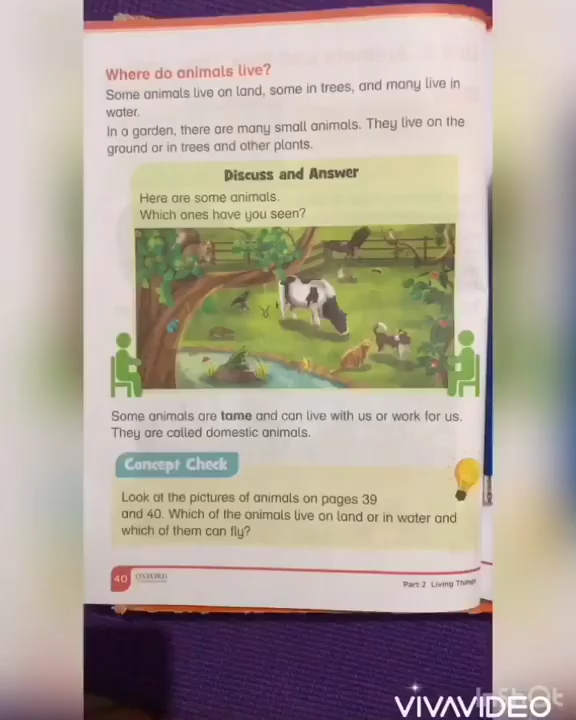 Where do animals live?
Some animals live on land, some in trees, and many live in
water.
In a garden, there are many small animals. They live on the
ground or in trees and other plants.
Discuss and Answer
Here are some animals.
Which ones have you seen?
Some animals are tame and can live with us or work for us.
They are called domestic animals.
Concept Check
Look at the pictures of animals on pages 39
and 40. Which of the animals live on land or in water and
which of them can fly?
40 OXFORD
Part 2 Living Things
VIVAVIDEO